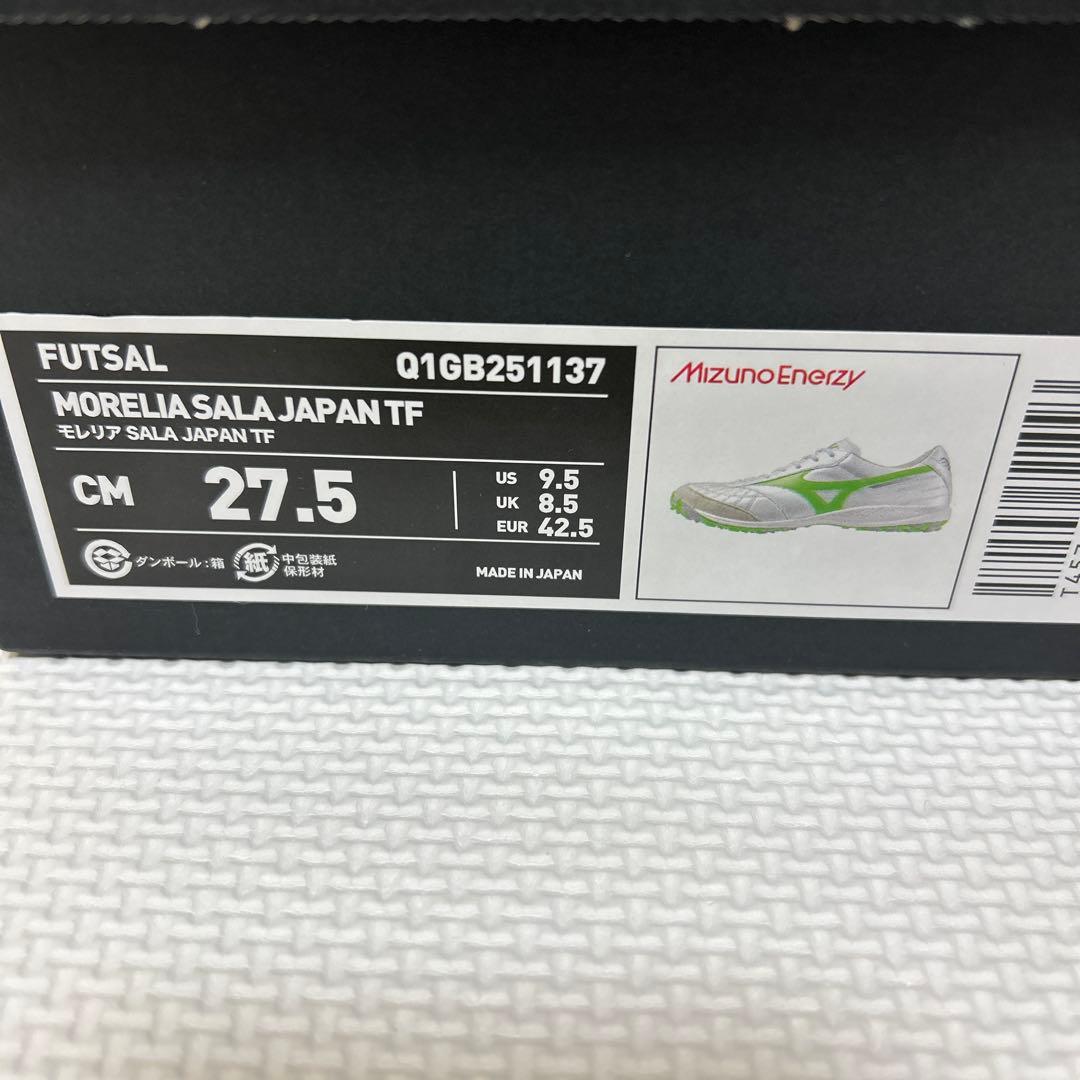 FUTSAL Q1GB251137
MORELIA SALA JAPAN TF
モレリア SALA JAPAN TF
CM 27.5
US 9.5
UK 8.5
EUR 42.5
ダンボール:箱
紙 中包装紙
保形材
MADE IN JAPAN
Mizuno Enerzy